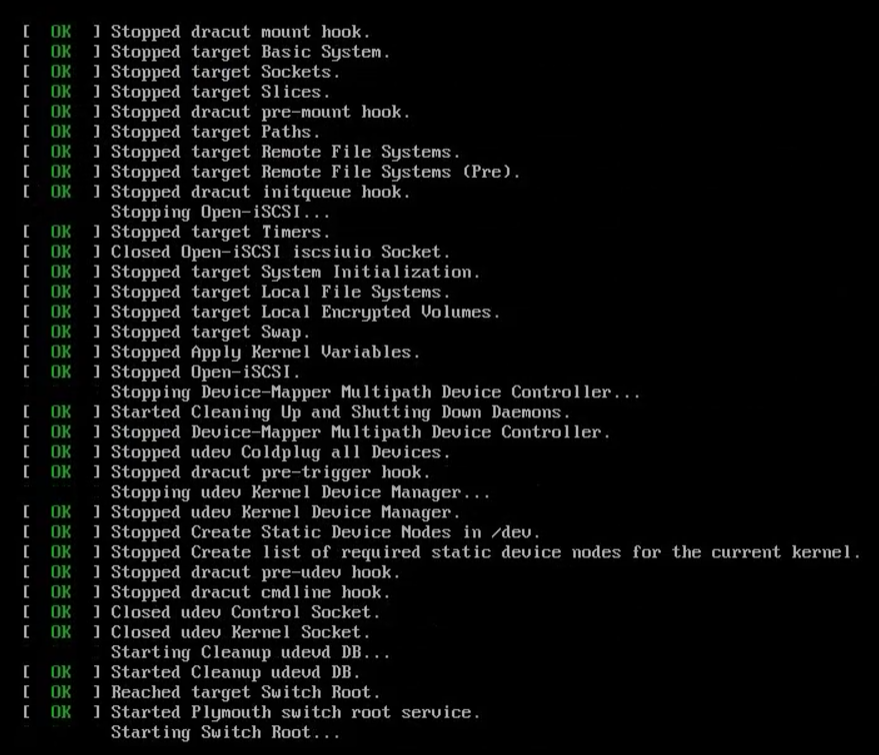 [  OK  ] Stopped dracut mount hook.
[  OK  ] Stopped target Basic System.
[  OK  ] Stopped target Sockets.
[  OK  ] Stopped target Slices.
[  OK  ] Stopped dracut pre-mount hook.
[  OK  ] Stopped target Paths.
[  OK  ] Stopped target Remote File Systems.
[  OK  ] Stopped target Remote File Systems (Pre).
[  OK  ] Stopped dracut initqueue hook.
         Stopping Open-iSCSI...
[  OK  ] Stopped target Timers.
[  OK  ] Closed Open-iSCSI iscsiuio Socket.
[  OK  ] Stopped target System Initialization.
[  OK  ] Stopped target Local File Systems.
[  OK  ] Stopped target Local Encrypted Volumes.
[  OK  ] Stopped target Swap.
[  OK  ] Stopped Apply Kernel Variables.
[  OK  ] Stopped Open-iSCSI.
         Stopping Device-Mapper Multipath Device Controller...
[  OK  ] Started Cleaning Up and Shutting Down Daemons.
[  OK  ] Stopped Device-Mapper Multipath Device Controller.
[  OK  ] Stopped udev Coldplug all Devices.
[  OK  ] Stopped dracut pre-trigger hook.
         Stopping udev Kernel Device Manager...
[  OK  ] Stopped udev Kernel Device Manager.
[  OK  ] Stopped Create Static Device Nodes in /dev.
[  OK  ] Stopped Create list of required static device nodes for the current kernel.
[  OK  ] Stopped dracut pre-udev hook.
[  OK  ] Stopped dracut cmdline hook.
[  OK  ] Closed udev Control Socket.
[  OK  ] Closed udev Kernel Socket.
         Starting Cleanup udevd DB...
[  OK  ] Started Cleanup udevd DB.
[  OK  ] Reached target Switch Root.
[  OK  ] Started Plymouth switch root service.
         Starting Switch Root...